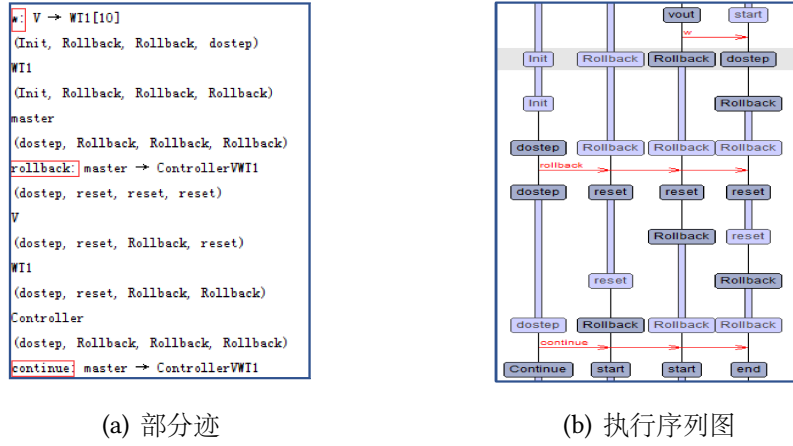 w: V → WT1[10]
(Init, Rollback, Rollback, dostep)
WT1
(Init, Rollback, Rollback, Rollback)
master
(dostep, Rollback, Rollback, Rollback)
rollback: master → ControllerVWT1
(dostep, reset, reset, reset)
V
(dostep, reset, Rollback, reset)
WT1
(dostep, reset, Rollback, Rollback)
Controller
(dostep, Rollback, Rollback, Rollback)
continue: master → ControllerVWT1
(a) 部分迹
vout start
w
Init Rollback Rollback dostep
Init Rollback
dostep Rollback Rollback Rollback
rollback
dostep reset reset reset
Rollback reset
reset Rollback
dostep Rollback Rollback Rollback
continue
Continue start start end
(b) 执行序列图